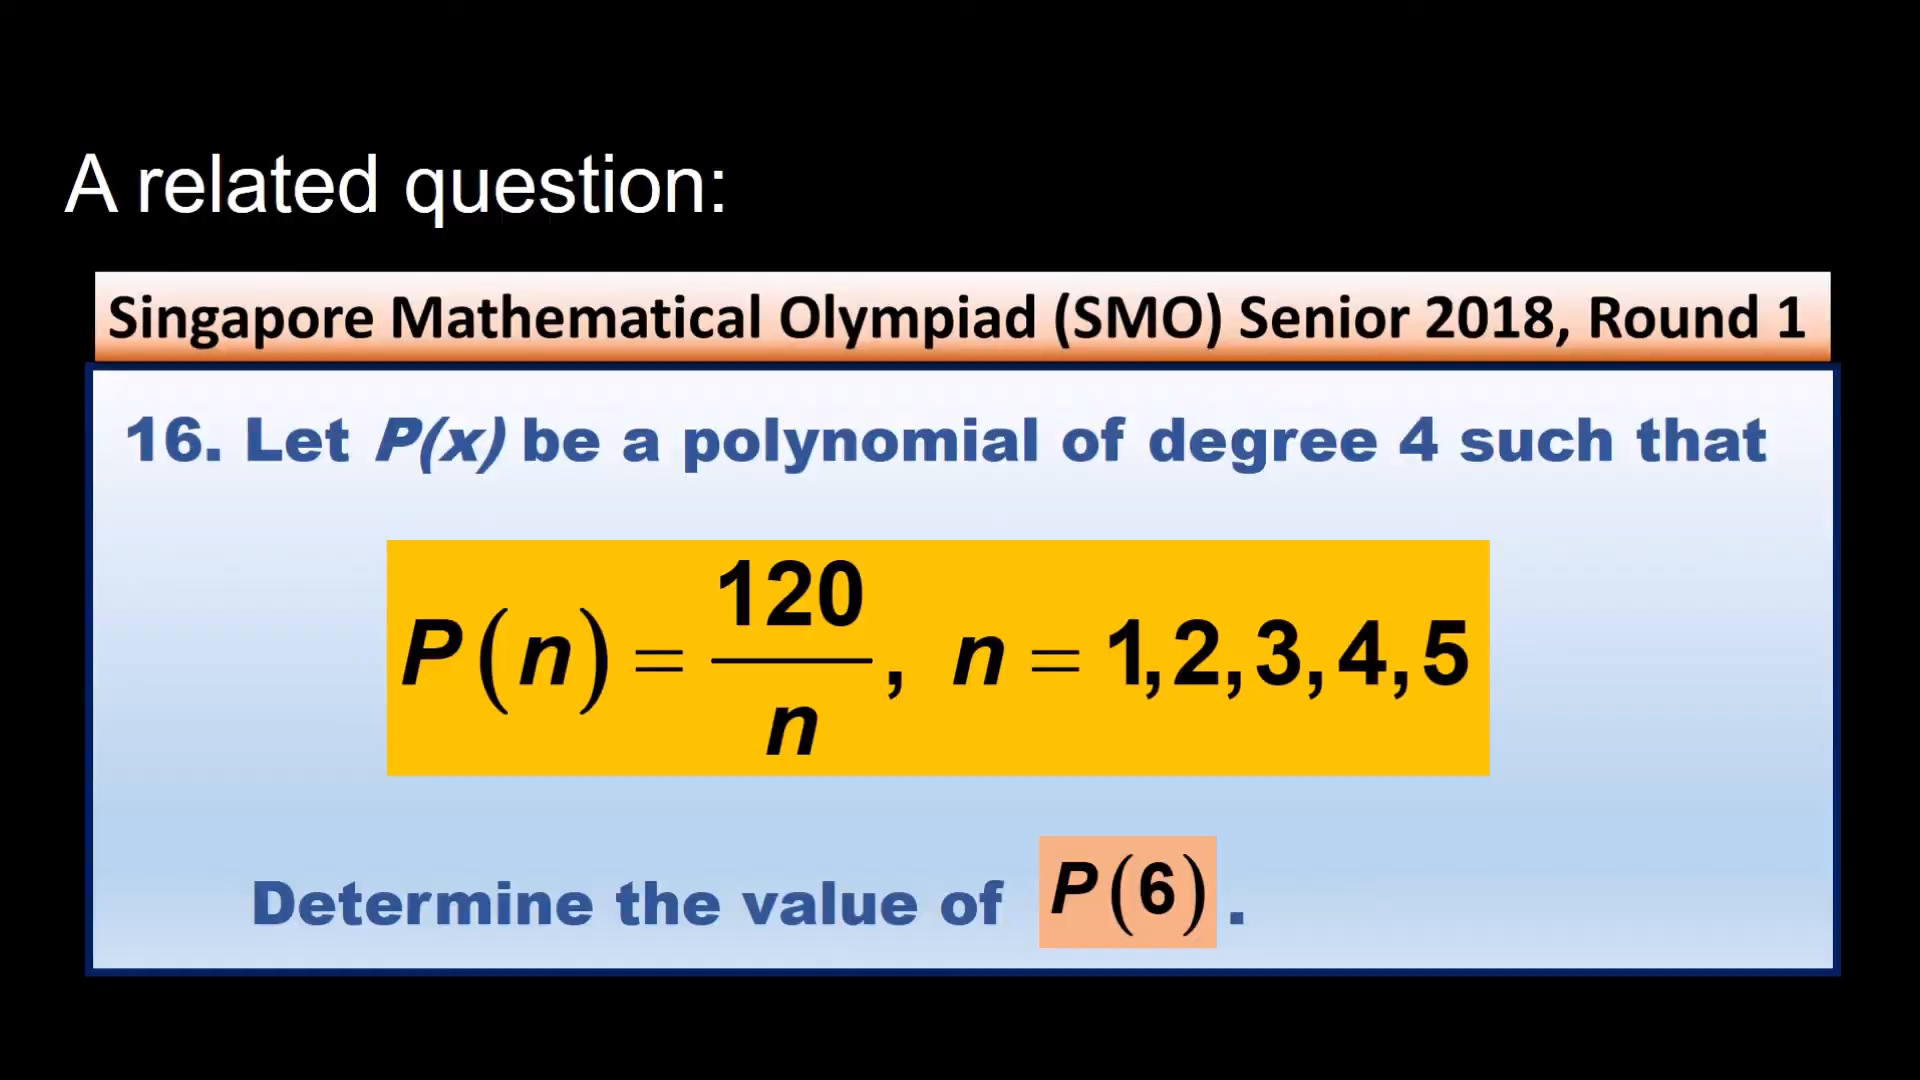 A related question:
Singapore Mathematical Olympiad (SMO) Senior 2018, Round 1
16. Let P(x) be a polynomial of degree 4 such that
P(n) = 120/n, n = 1,2,3,4,5
Determine the value of P(6).